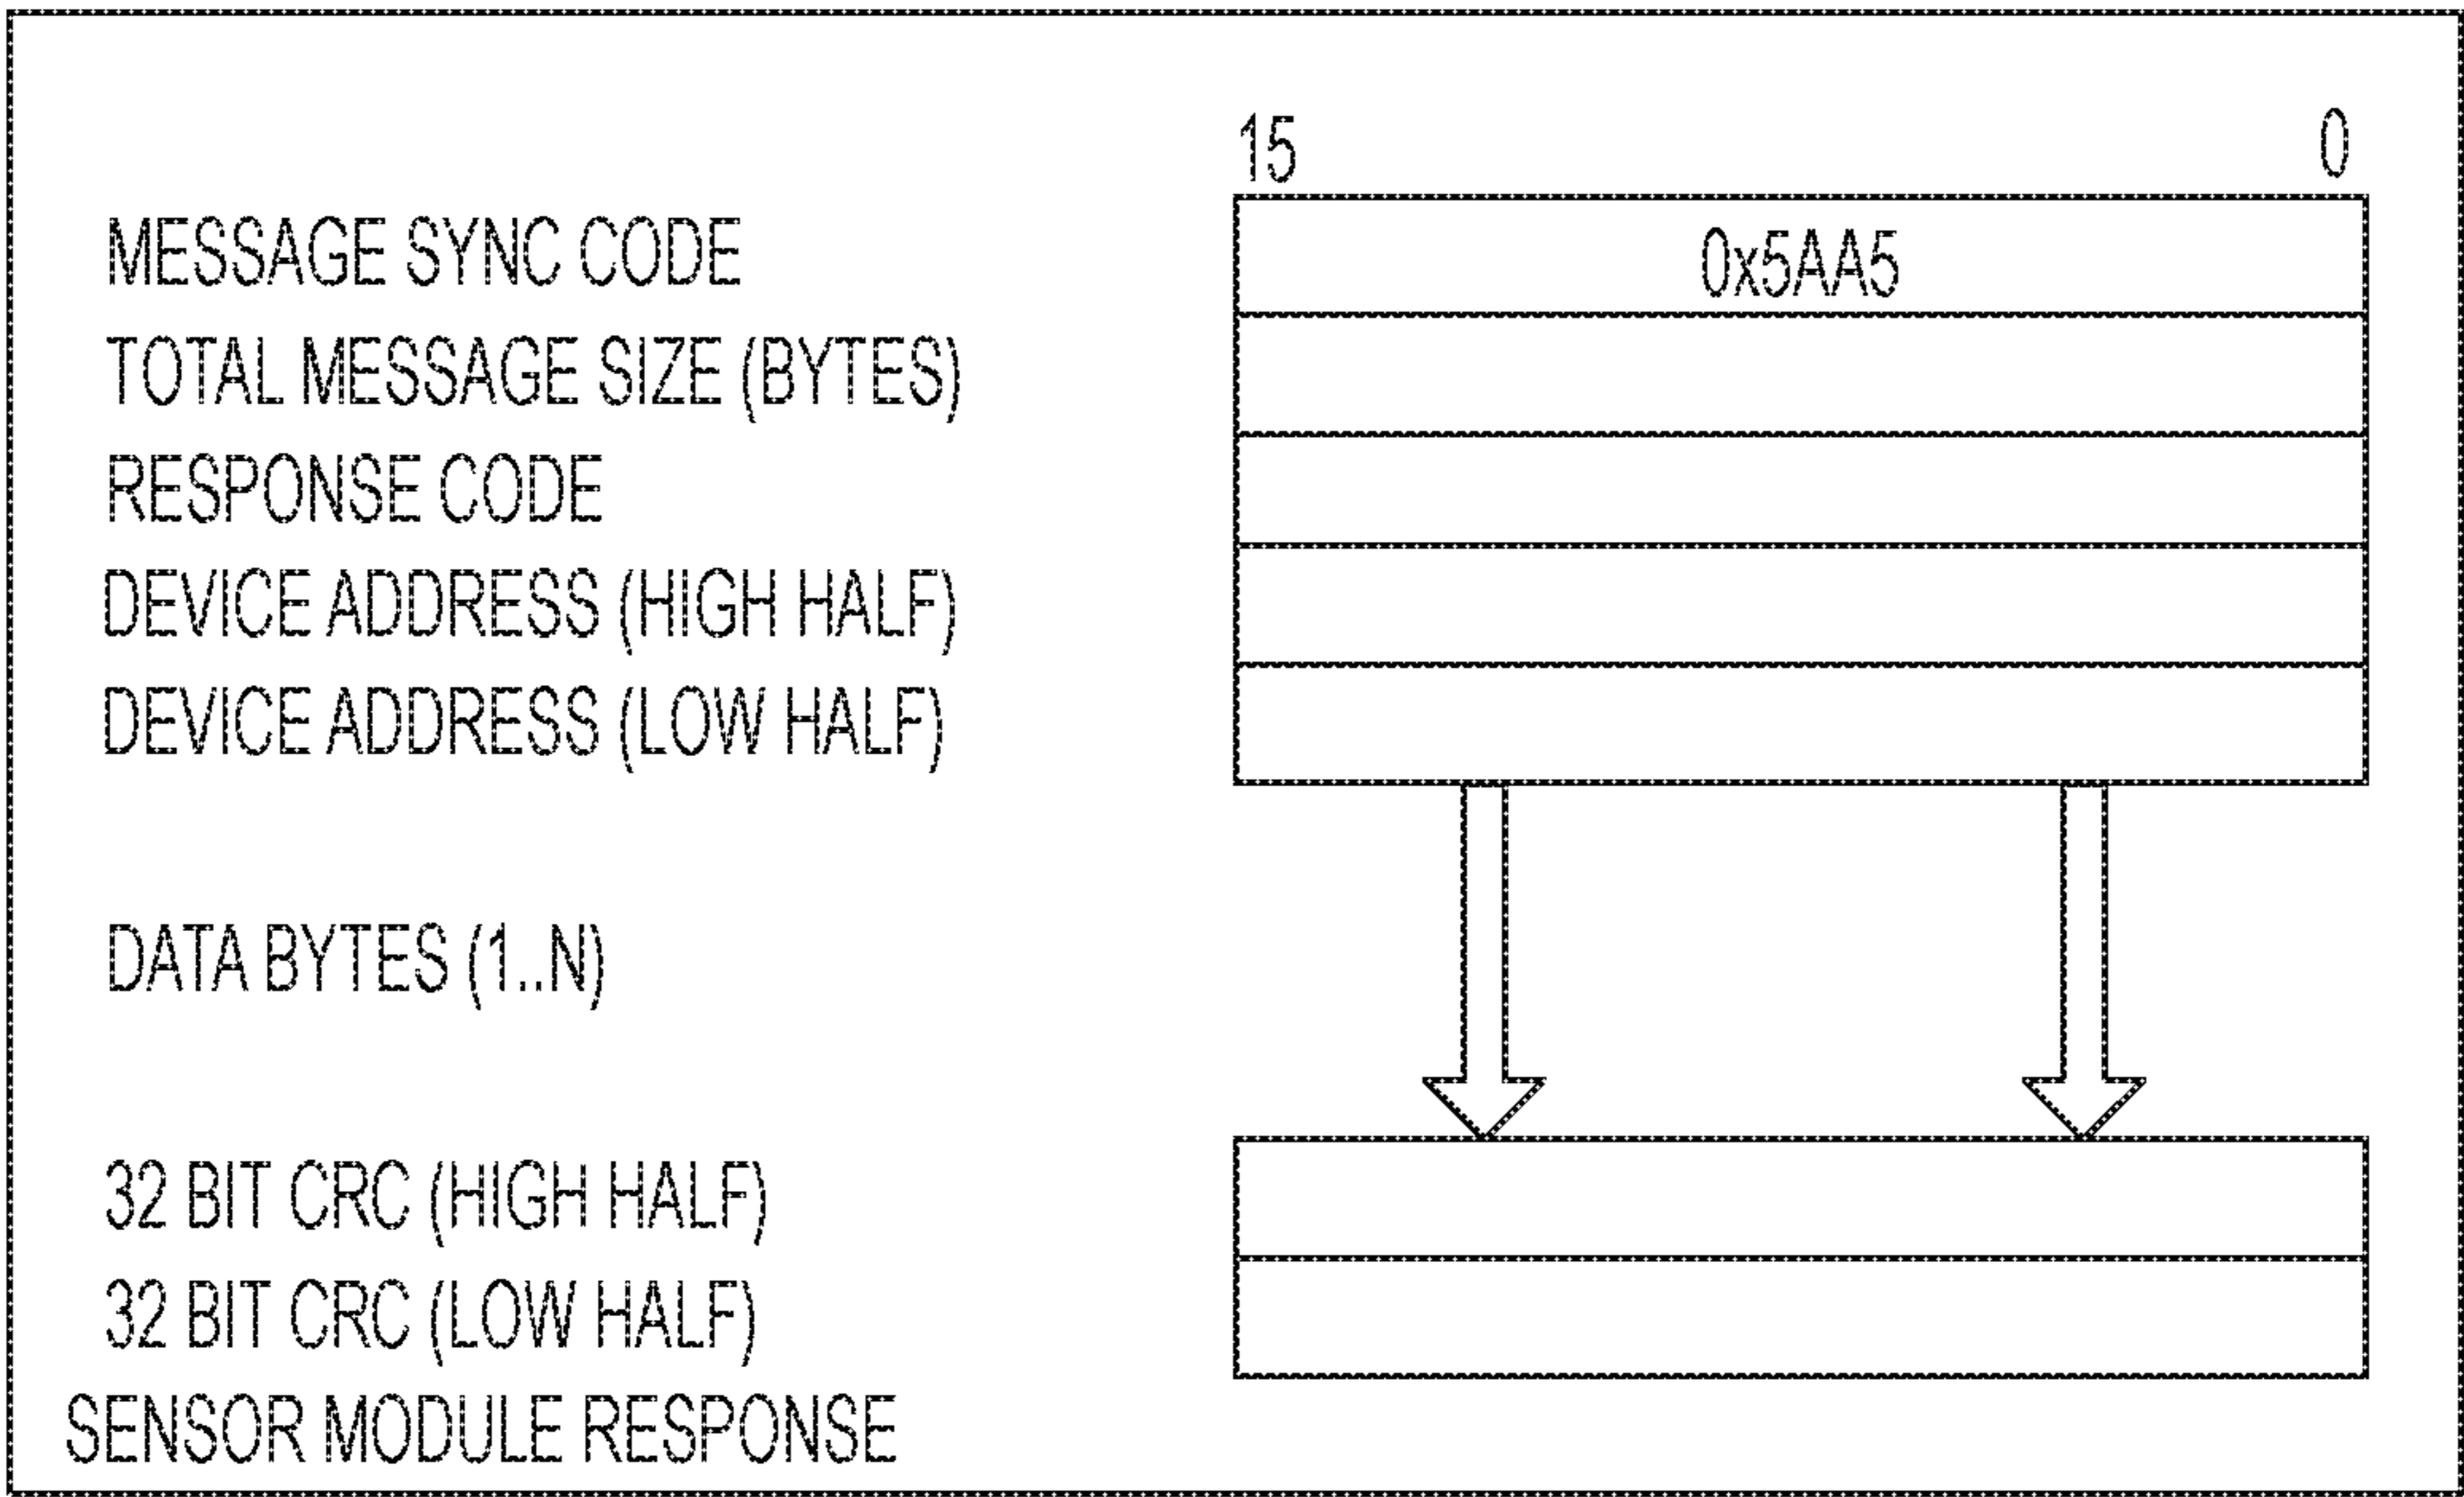 15 0
MESSAGE SYNC CODE 0x5AA5
TOTAL MESSAGE SIZE (BYTES)
RESPONSE CODE
DEVICE ADDRESS (HIGH HALF)
DEVICE ADDRESS (LOW HALF)
DATA BYTES (1..N)
32 BIT CRC (HIGH HALF)
32 BIT CRC (LOW HALF)
SENSOR MODULE RESPONSE